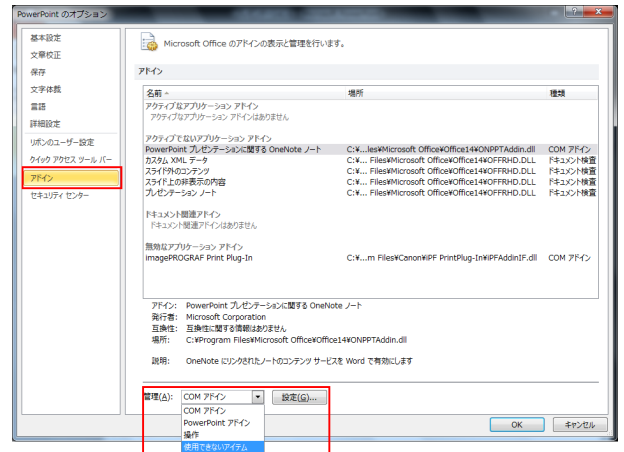 PowerPoint のオプション
基本設定
文章校正
保存
文字体裁
言語
詳細設定
リボンのユーザー設定
クイック アクセス ツール バー
アドイン
セキュリティ センター
Microsoft Office のアドインの表示と管理を行います。
アドイン
名前 場所 種類
アクティブなアプリケーション アドイン
アクティブなアプリケーション アドインはありません
アクティブでないアプリケーション アドイン
PowerPoint プレゼンテーションに関する OneNote ノート C:¥...les¥Microsoft Office¥Office14¥ONPPTAddin.dll COM アドイン
カスタム XML データ C:¥... Files¥Microsoft Office¥Office14¥OFFRHD.DLL ドキュメント検査
スライド外のコンテンツ C:¥... Files¥Microsoft Office¥Office14¥OFFRHD.DLL ドキュメント検査
スライド上の非表示の内容 C:¥... Files¥Microsoft Office¥Office14¥OFFRHD.DLL ドキュメント検査
プレゼンテーション ノート C:¥... Files¥Microsoft Office¥Office14¥OFFRHD.DLL ドキュメント検査
ドキュメント関連アドイン
ドキュメント関連アドインはありません
無効なアプリケーション アドイン
imagePROGRAF Print Plug-In C:¥...m Files¥Canon¥iPF PrintPlug-In¥iPFAddinIF.dll COM アドイン
アドイン: PowerPoint プレゼンテーションに関する OneNote ノート
発行者: Microsoft Corporation
互換性: 互換性に関する情報はありません
場所: C:¥Program Files¥Microsoft Office¥Office14¥ONPPTAddin.dll
説明: OneNote にリンクされたノートのコンテンツ サービスを Word で有効にします
管理(A): COM アドイン 設定(G)...
COM アドイン
PowerPoint アドイン
操作
使用できないアイテム
OK キャンセル